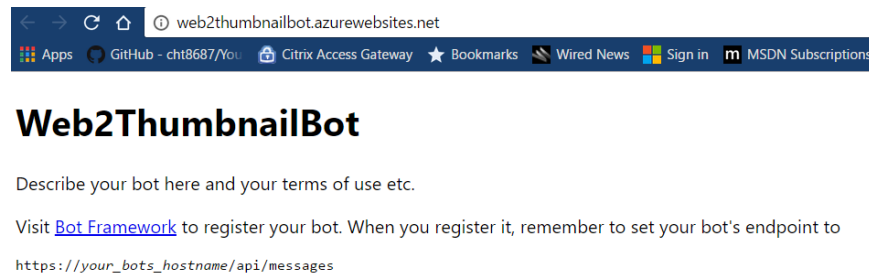 web2thumbnailbot.azurewebsites.net
Apps GitHub - cht8687/You Citrix Access Gateway Bookmarks Wired News Sign in m MSDN Subscriptions
Web2ThumbnailBot
Describe your bot here and your terms of use etc.
Visit Bot Framework to register your bot. When you register it, remember to set your bot's endpoint to
https://your_bots_hostname/api/messages